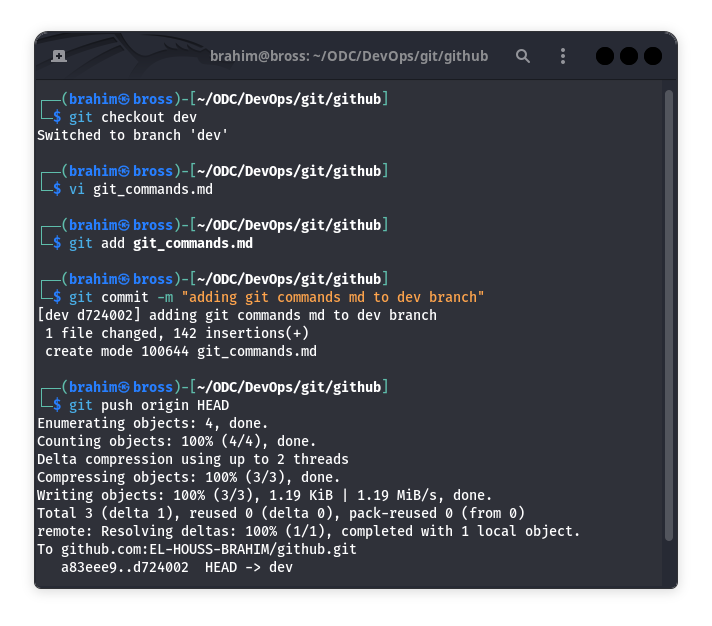 brahim@bross: ~/ODC/DevOps/git/github
┌──(brahim㉿bross)-[~/ODC/DevOps/git/github]
└─$ git checkout dev
Switched to branch 'dev'
┌──(brahim㉿bross)-[~/ODC/DevOps/git/github]
└─$ vi git_commands.md
┌──(brahim㉿bross)-[~/ODC/DevOps/git/github]
└─$ git add git_commands.md
┌──(brahim㉿bross)-[~/ODC/DevOps/git/github]
└─$ git commit -m "adding git commands md to dev branch"
[dev d724002] adding git commands md to dev branch
 1 file changed, 142 insertions(+)
 create mode 100644 git_commands.md
┌──(brahim㉿bross)-[~/ODC/DevOps/git/github]
└─$ git push origin HEAD
Enumerating objects: 4, done.
Counting objects: 100% (4/4), done.
Delta compression using up to 2 threads
Compressing objects: 100% (3/3), done.
Writing objects: 100% (3/3), 1.19 KiB | 1.19 MiB/s, done.
Total 3 (delta 1), reused 0 (delta 0), pack-reused 0 (from 0)
remote: Resolving deltas: 100% (1/1), completed with 1 local object.
To github.com:EL-HOUSS-BRAHIM/github.git
   a83eee9..d724002  HEAD -> dev